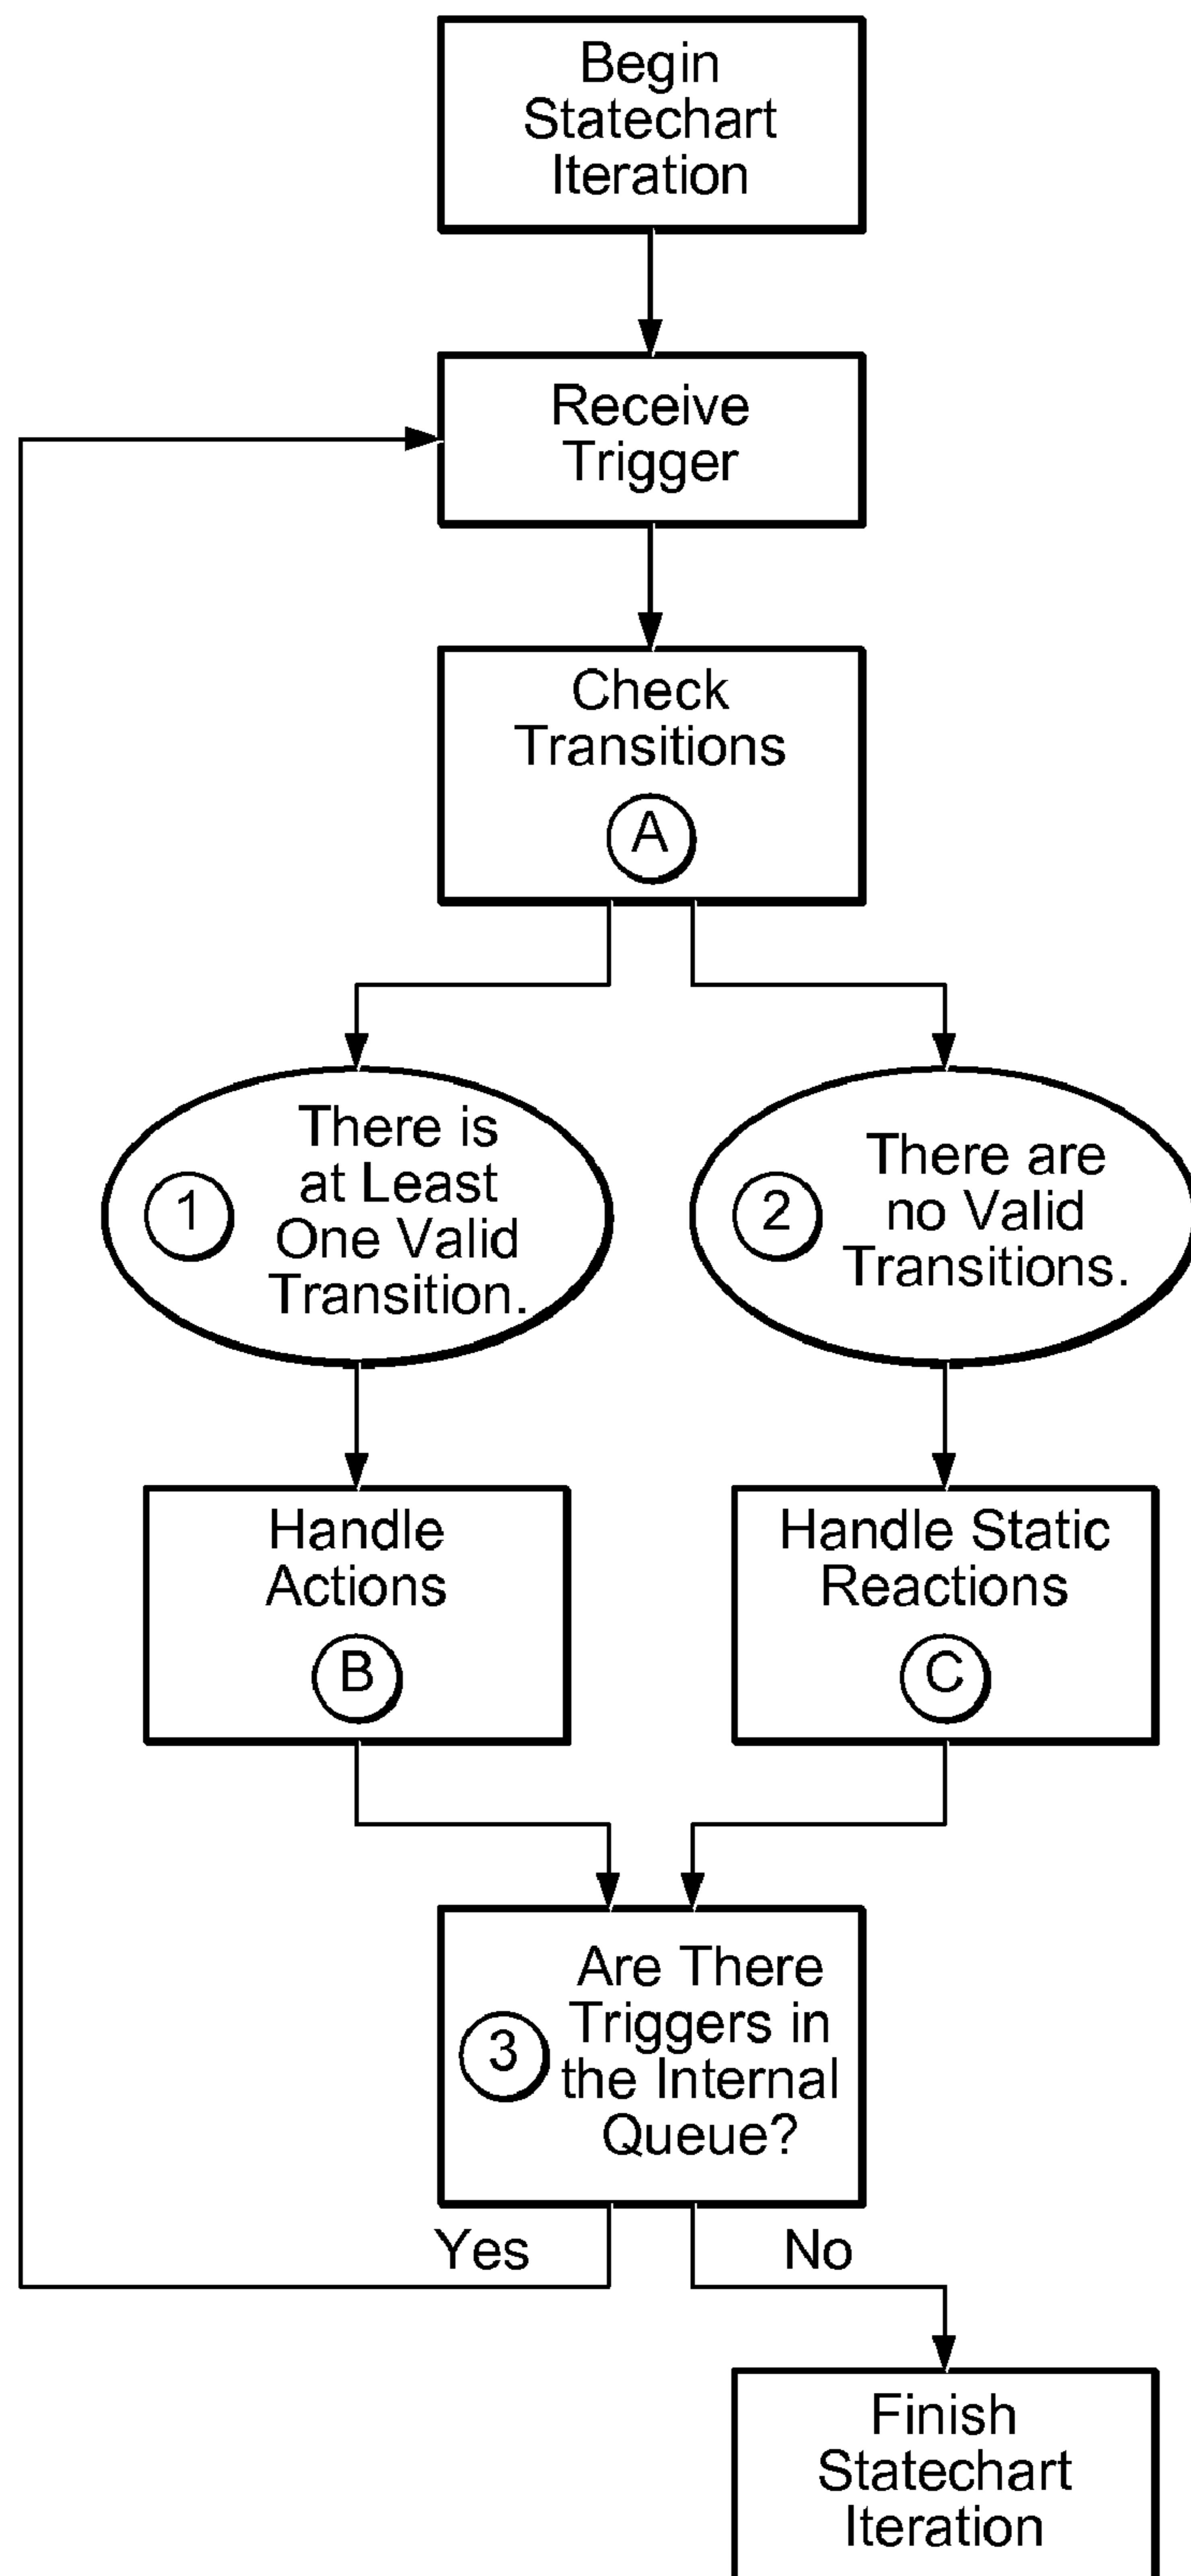 Begin
Statechart
Iteration
Receive
Trigger
Check
Transitions
A
There is
at Least
One Valid
Transition.
1
There are
no Valid
Transitions.
2
Handle
Actions
B
Handle Static
Reactions
C
Are There
Triggers in
the Internal
Queue?
3
Yes
No
Finish
Statechart
Iteration